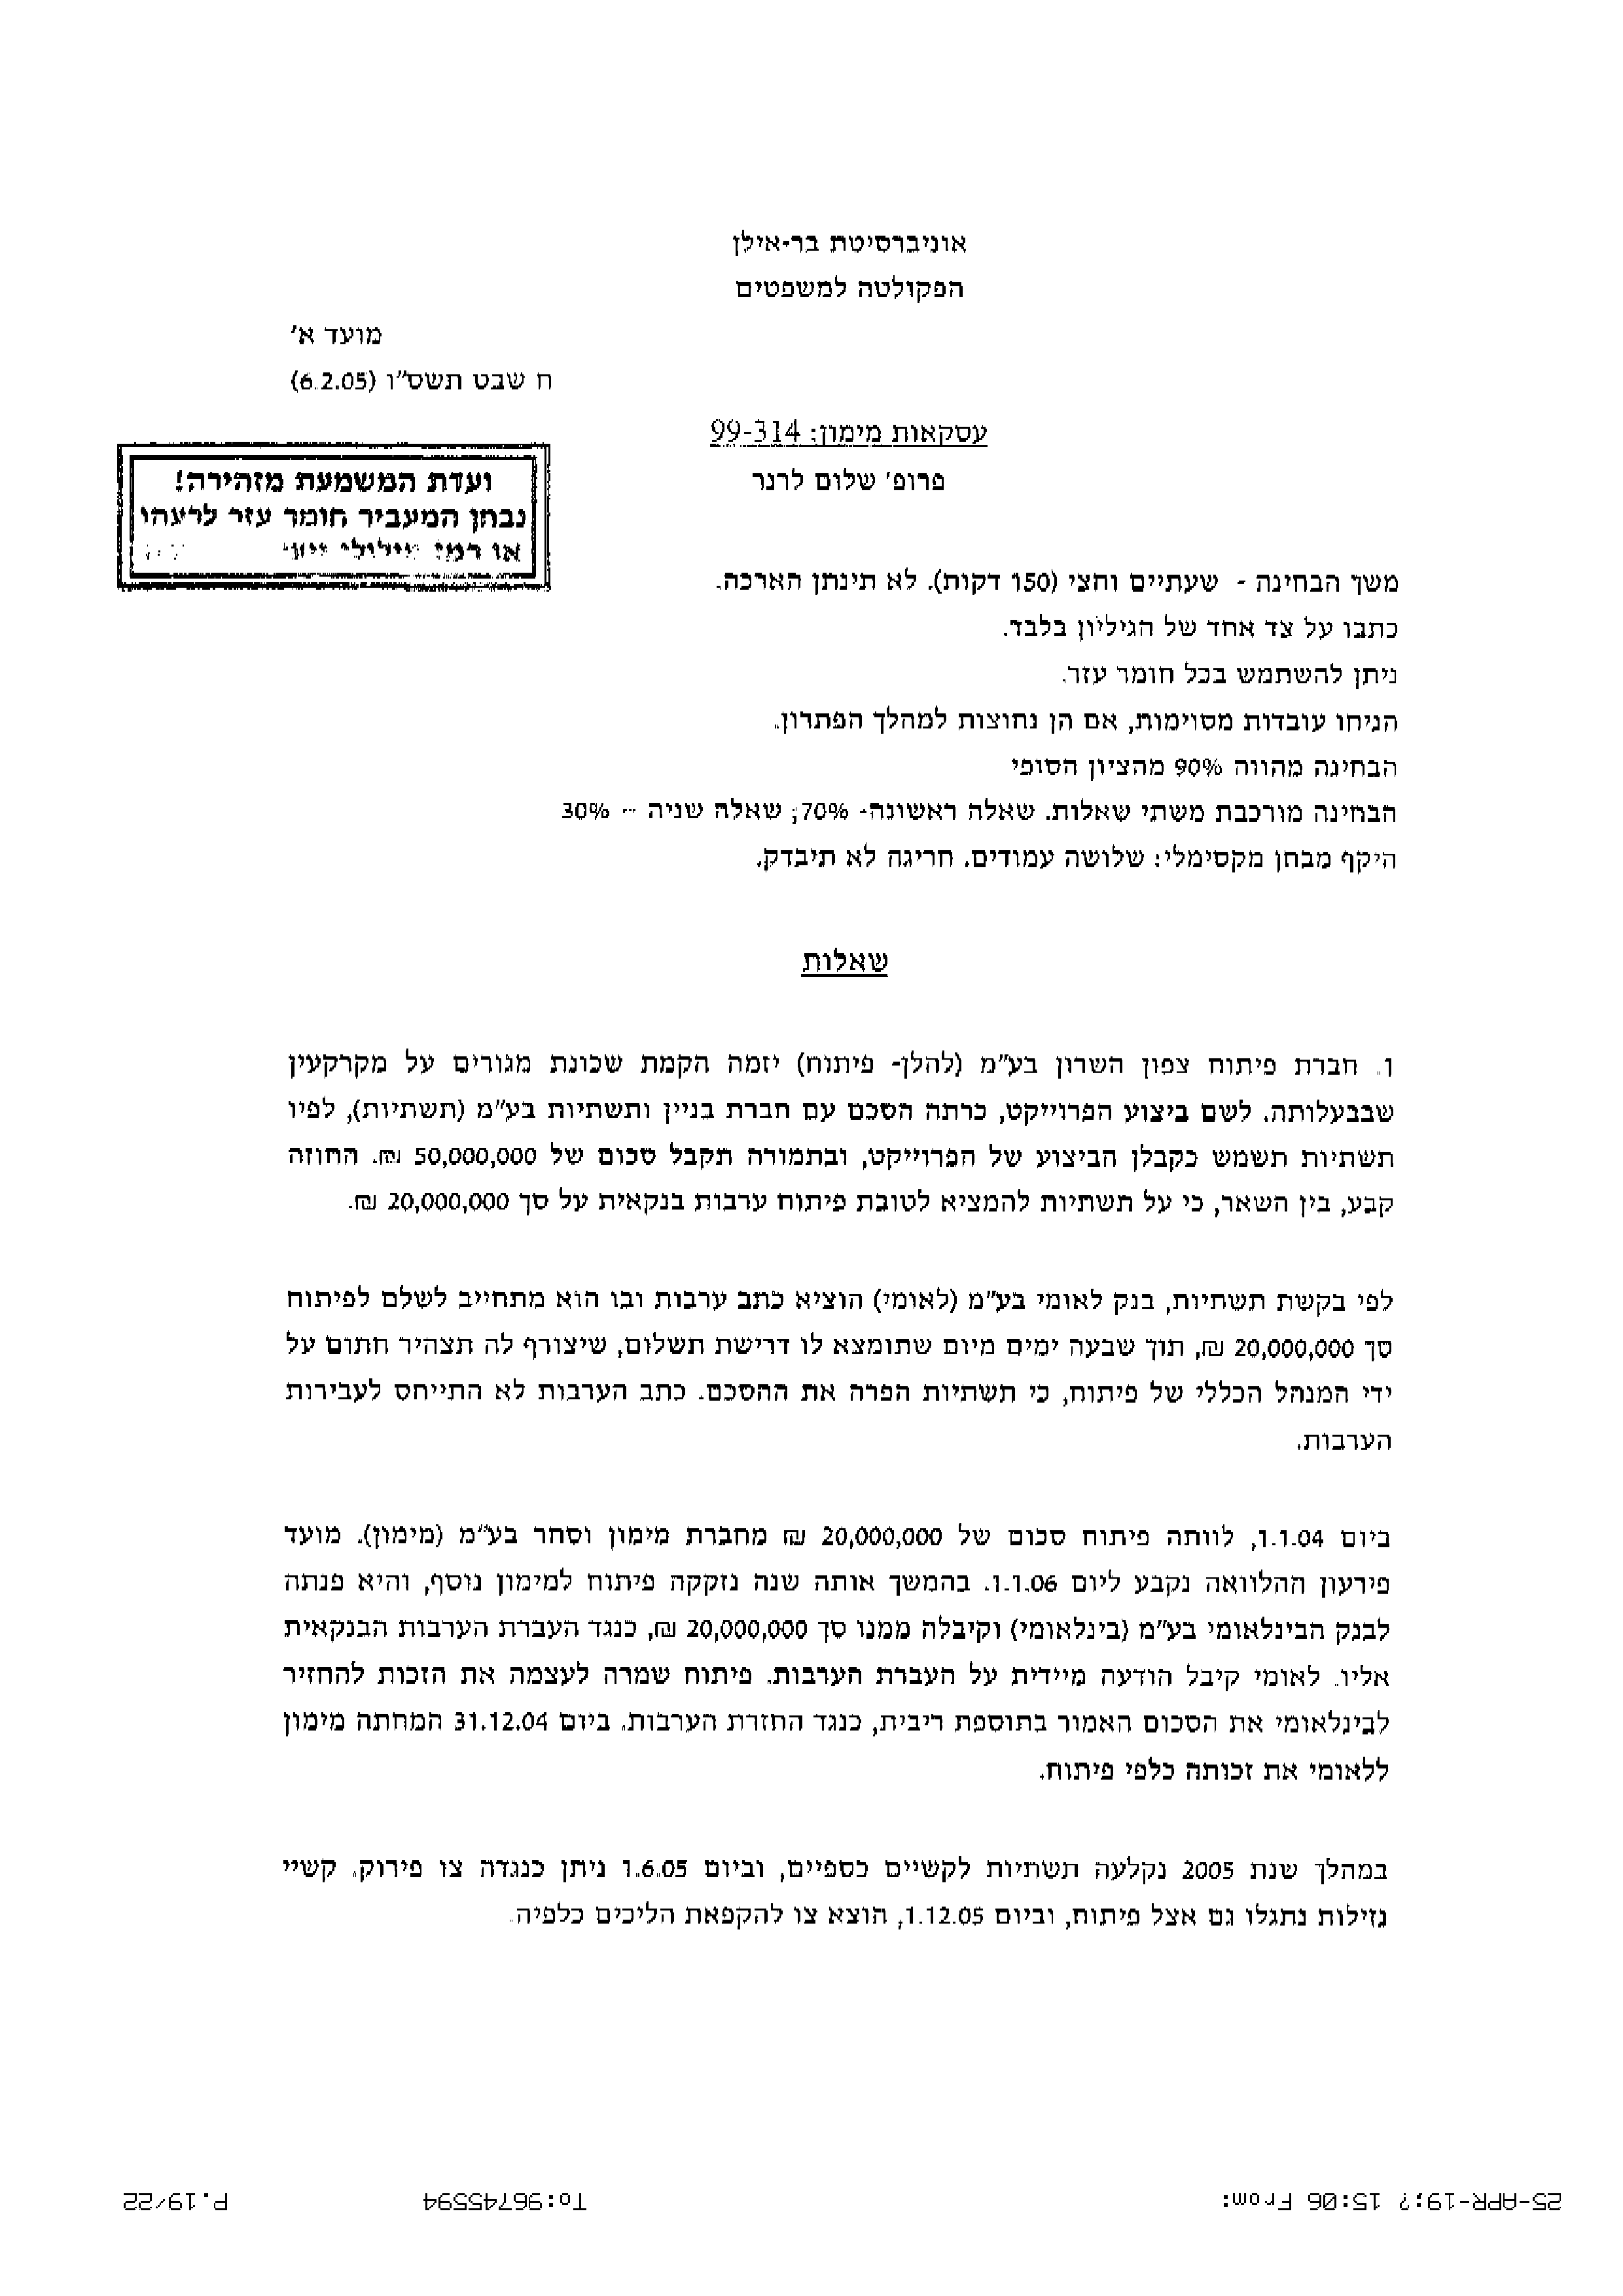 אוניברסיטת בר-אילן
הפקולטה למשפטים
מועד א'
ח שבט תשס"ו (6.2.05)
עסקאות מימון: 99-314
פרופ' שלום לרנר
ועדת המשמעת מזהירה!
נבחן המעביר חומר עזר לרעהו
או רמז מילולי
משך הבחינה - שעתיים וחצי (150 דקות). לא תינתן הארכה.
כתבו על צד אחד של הגיליון בלבד.
ניתן להשתמש בכל חומר עזר.
הניחו עובדות מסוימות, אם הן נחוצות למהלך הפתרון.
הבחינה מהווה 90% מהציון הסופי
הבחינה מורכבת משתי שאלות. שאלה ראשונה- 70%; שאלה שניה -- 30%
היקף מבחן מקסימלי: שלושה עמודים. חריגה לא תיבדק.
שאלות
1. חברת פיתוח צפון השרון בע"מ (להלן- פיתוח) יזמה הקמת שכונת מגורים על מקרקעין
שבבעלותה. לשם ביצוע הפרוייקט, כרתה הסכם עם חברת בניין ותשתיות בע"מ (תשתיות), לפיו
תשתיות תשמש כקבלן הביצוע של הפרוייקט, ובתמורה תקבל סכום של 50,000,000 ₪. החוזה
קבע, בין השאר, כי על תשתיות להמציא לטובת פיתוח ערבות בנקאית על סך 20,000,000 ₪.
לפי בקשת תשתיות, בנק לאומי בע"מ (לאומי) הוציא כתב ערבות ובו הוא מתחייב לשלם לפיתוח
סך 20,000,000 ₪, תוך שבעה ימים מיום שתומצא לו דרישת תשלום, שיצורף לה תצהיר חתום על
ידי המנהל הכללי של פיתוח, כי תשתיות הפרה את ההסכם. כתב הערבות לא התייחס לעבירות
הערבות.
ביום 1.1.04, לוותה פיתוח סכום של 20,000,000 ₪ מחברת מימון וסחר בע"מ (מימון). מועד
פירעון ההלוואה נקבע ליום 1.1.06. בהמשך אותה שנה נזקקה פיתוח למימון נוסף, והיא פנתה
לבנק הבינלאומי בע"מ (בינלאומי) וקיבלה ממנו סך 20,000,000 ₪, כנגד העברת הערבות הבנקאית
אליו. לאומי קיבל הודעה מיידית על העברת הערבות. פיתוח שמרה לעצמה את הזכות להחזיר
לבינלאומי את הסכום האמור בתוספת ריבית, כנגד החזרת הערבות. ביום 31.12.04 המחתה מימון
ללאומי את זכותה כלפי פיתוח.
במהלך שנת 2005 נקלעה תשתיות לקשיים כספיים, וביום 1.6.05 ניתן כנגדה צו פירוק. קשיי
נזילות נתגלו גם אצל פיתוח, וביום 1.12.05, הוצא צו להקפאת הליכים כלפיה.
25-APR-19;? 15:06 From: To:96745594 P.19/22